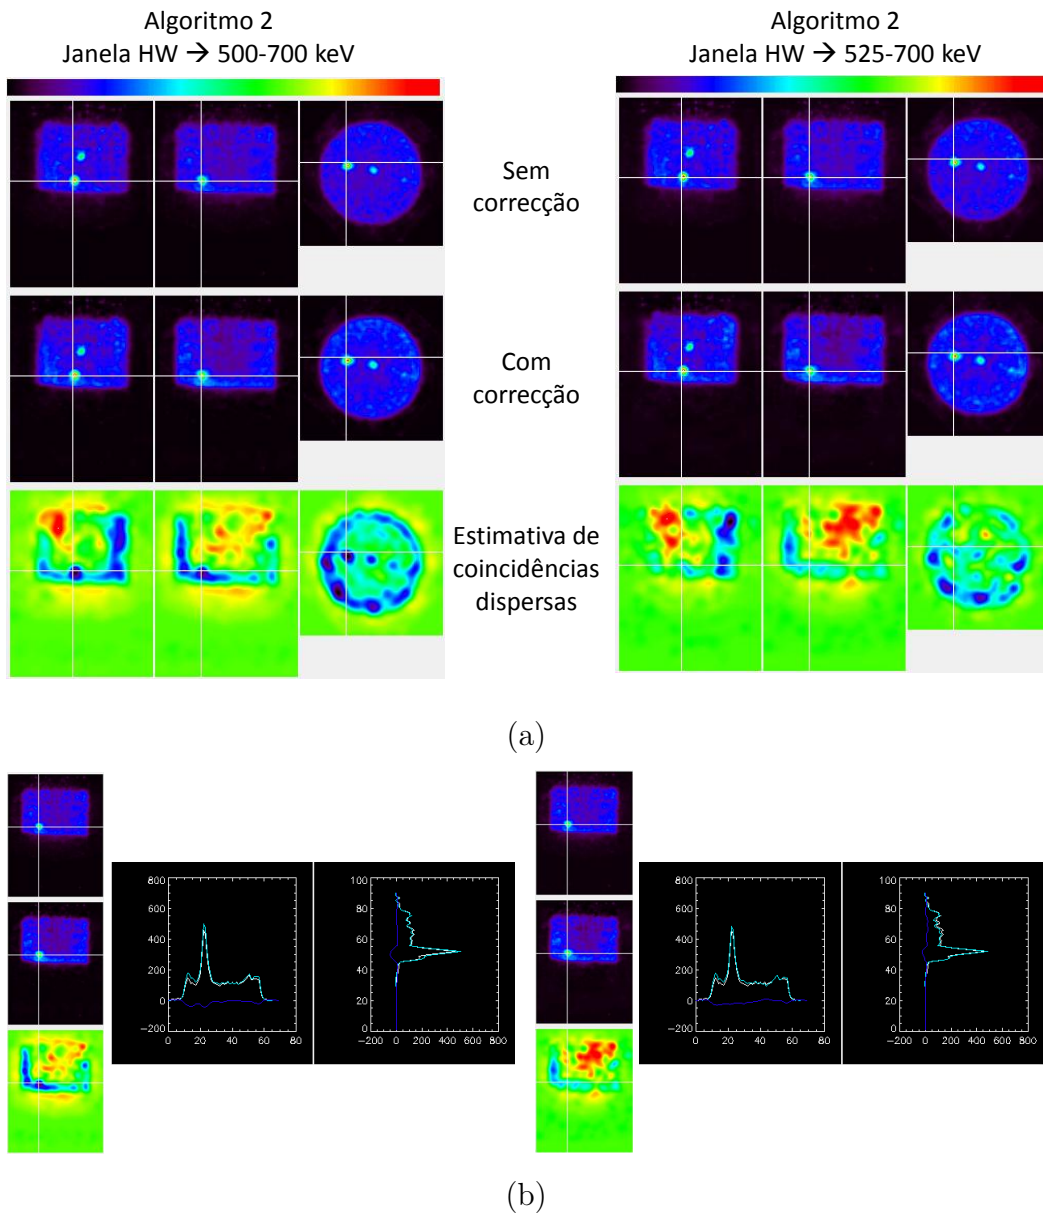 Algoritmo 2
Janela HW → 500-700 keV
Algoritmo 2
Janela HW → 525-700 keV
Sem
correcção
Com
correcção
Estimativa de
coincidências
dispersas
(a)
800
600
400
200
0
−200
0 20 40 60 80
100
80
60
40
20
0
−200 0 200 400 600 800
800
600
400
200
0
−200
0 20 40 60 80
100
80
60
40
20
0
−200 0 200 400 600 800
(b)